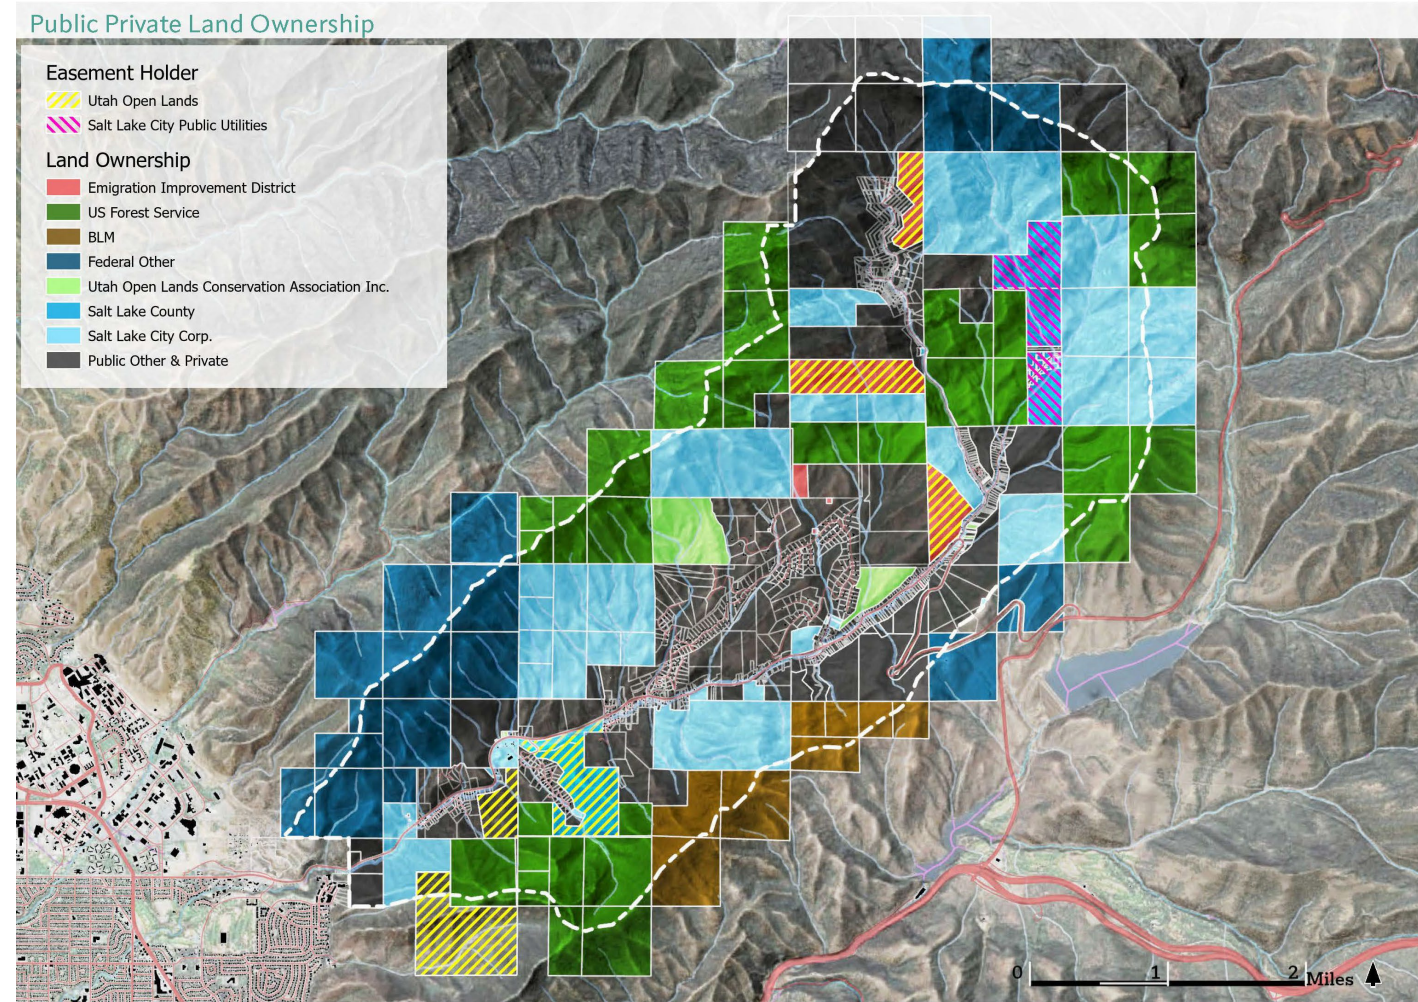 Public Private Land Ownership
Easement Holder
Utah Open Lands
Salt Lake City Public Utilities
Land Ownership
Emigration Improvement District
US Forest Service
BLM
Federal Other
Utah Open Lands Conservation Association Inc.
Salt Lake County
Salt Lake City Corp.
Public Other & Private
0 1 2 Miles